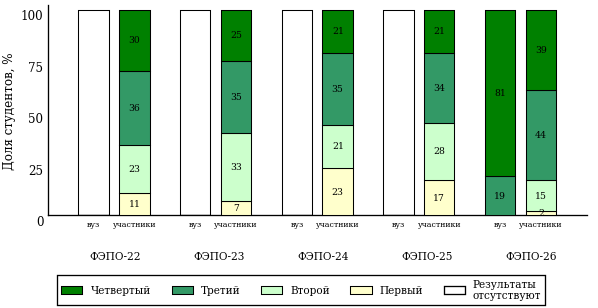 100
75
50
25
0
Доля студентов, %
30 25 21 21 81 39
36 35 35 34 19 44
23 33 21 28 15
11 7 23 17 2
вуз участники вуз участники вуз участники вуз участники вуз участники
ФЭПО-22 ФЭПО-23 ФЭПО-24 ФЭПО-25 ФЭПО-26
Четвертый Третий Второй Первый Результаты
отсутствуют